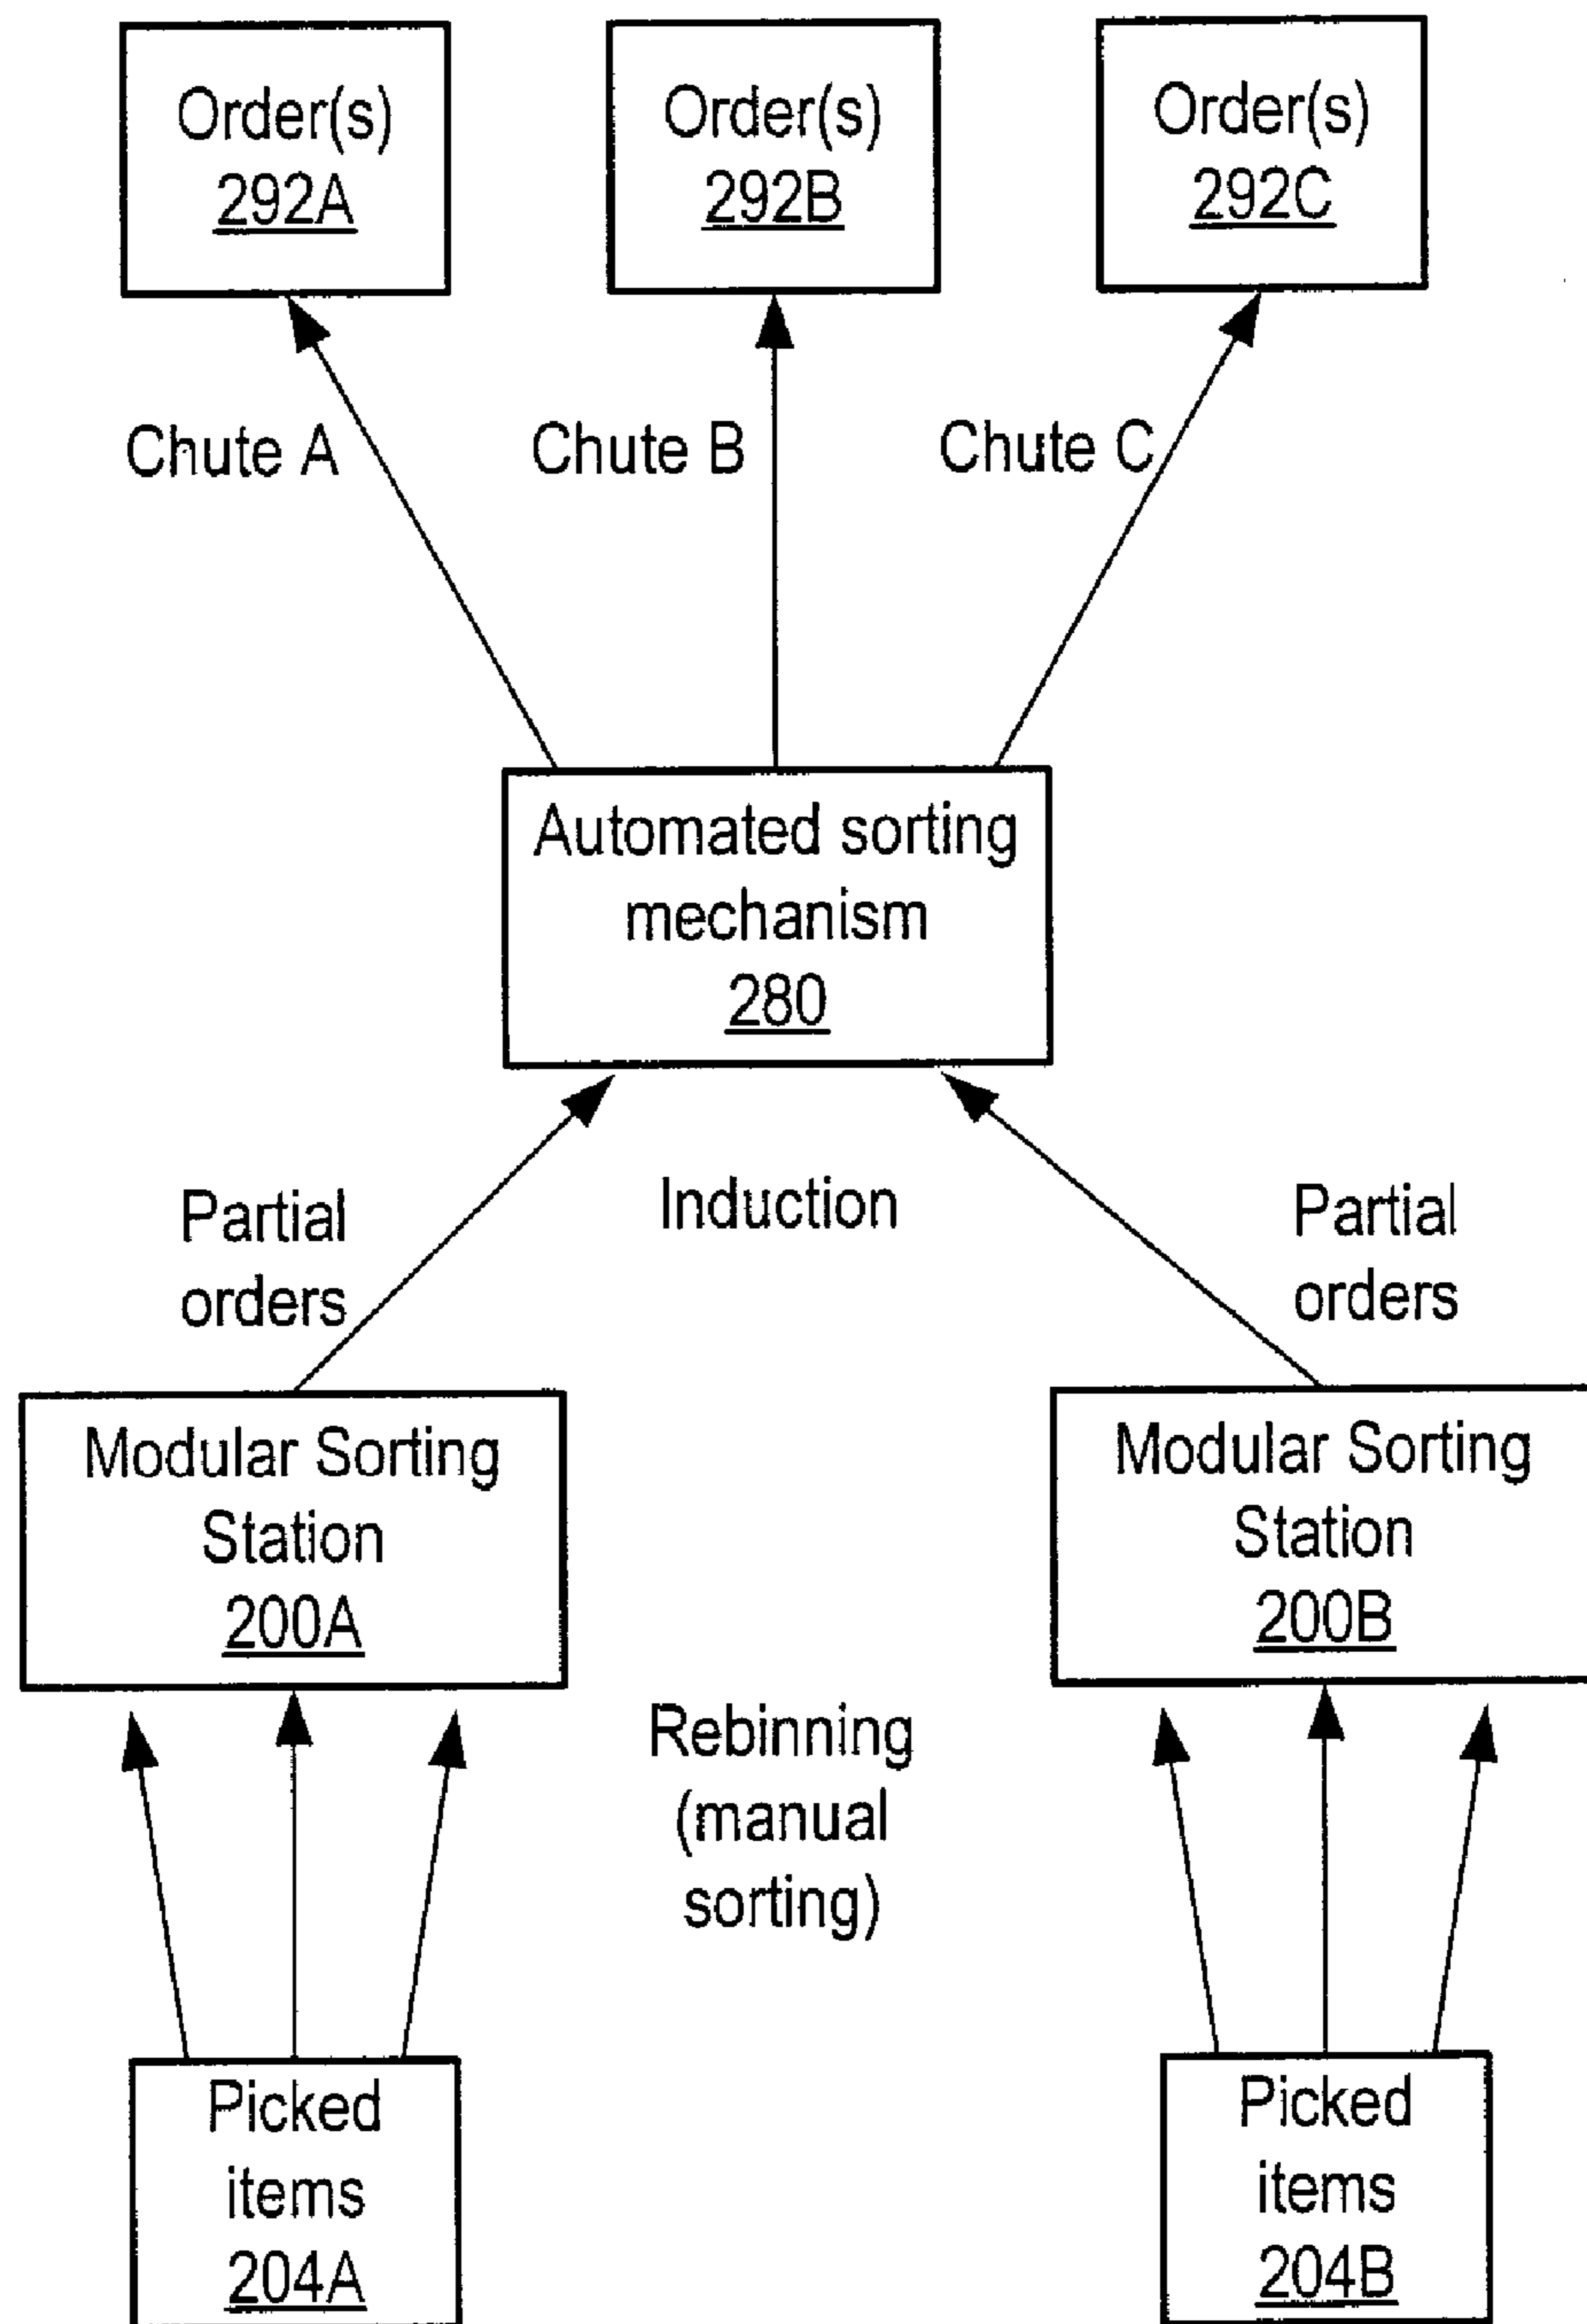 Order(s)
292A
Order(s)
292B
Order(s)
292C
Chute A
Chute B
Chute C
Automated sorting
mechanism
280
Partial
orders
Induction
Partial
orders
Modular Sorting
Station
200A
Modular Sorting
Station
200B
Rebinning
(manual
sorting)
Picked
items
204A
Picked
items
204B